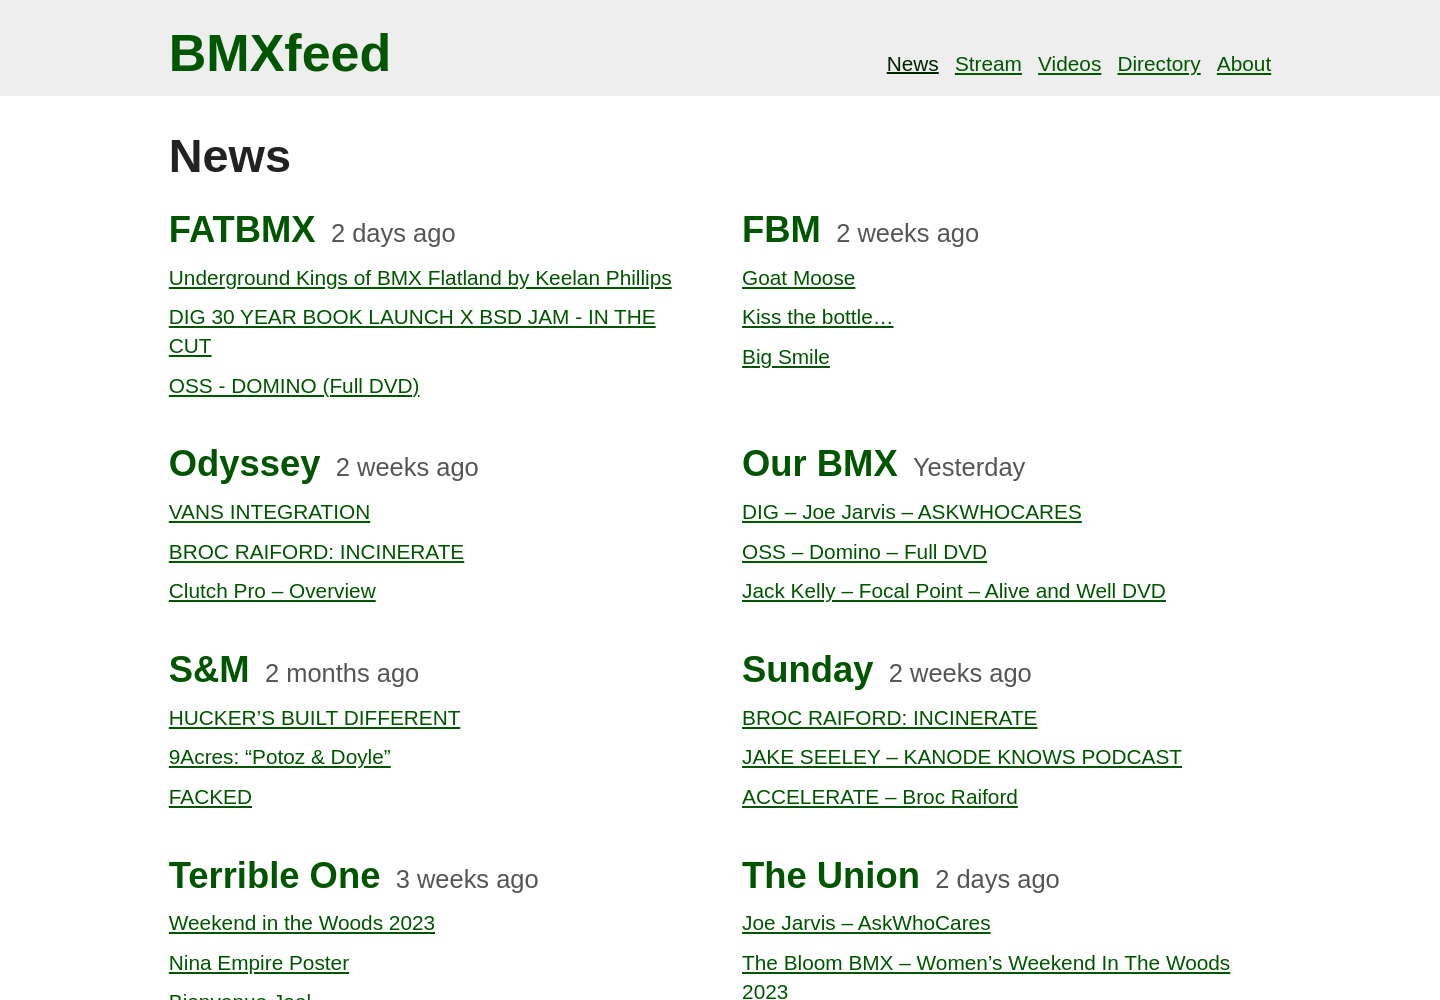 BMXfeed
News Stream Videos Directory About
News
FATBMX 2 days ago
Underground Kings of BMX Flatland by Keelan Phillips
DIG 30 YEAR BOOK LAUNCH X BSD JAM - IN THE
CUT
OSS - DOMINO (Full DVD)
FBM 2 weeks ago
Goat Moose
Kiss the bottle…
Big Smile
Odyssey 2 weeks ago
VANS INTEGRATION
BROC RAIFORD: INCINERATE
Clutch Pro – Overview
Our BMX Yesterday
DIG – Joe Jarvis – ASKWHOCARES
OSS – Domino – Full DVD
Jack Kelly – Focal Point – Alive and Well DVD
S&M 2 months ago
HUCKER’S BUILT DIFFERENT
9Acres: “Potoz & Doyle”
FACKED
Sunday 2 weeks ago
BROC RAIFORD: INCINERATE
JAKE SEELEY – KANODE KNOWS PODCAST
ACCELERATE – Broc Raiford
Terrible One 3 weeks ago
Weekend in the Woods 2023
Nina Empire Poster
Bienvenue Joel
The Union 2 days ago
Joe Jarvis – AskWhoCares
The Bloom BMX – Women’s Weekend In The Woods
2023